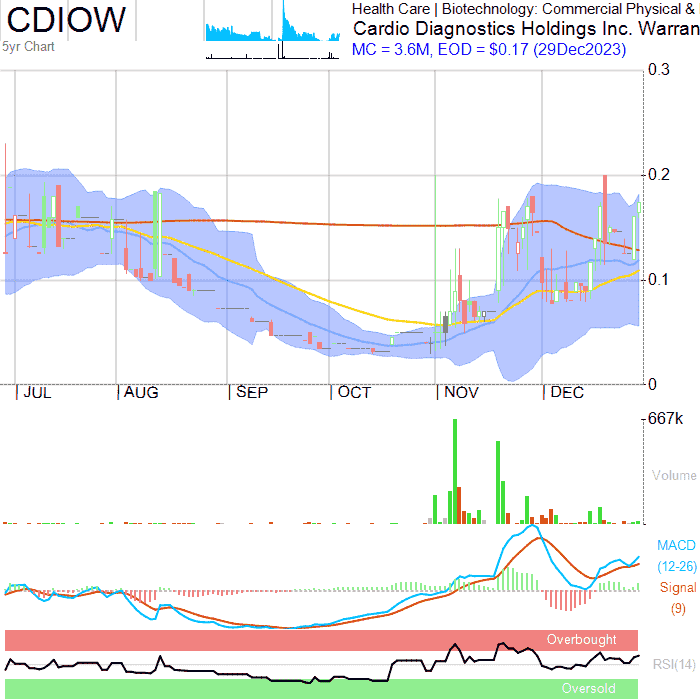 CDIOW
5yr Chart
Health Care | Biotechnology: Commercial Physical &
Cardio Diagnostics Holdings Inc. Warran
MC = 3.6M, EOD = $0.17 (29Dec2023)
0.3
0.2
0.1
0
JUL AUG SEP OCT NOV DEC
667k
Volume
MACD
(12-26)
Signal
(9)
Overbought
RSI(14)
Oversold